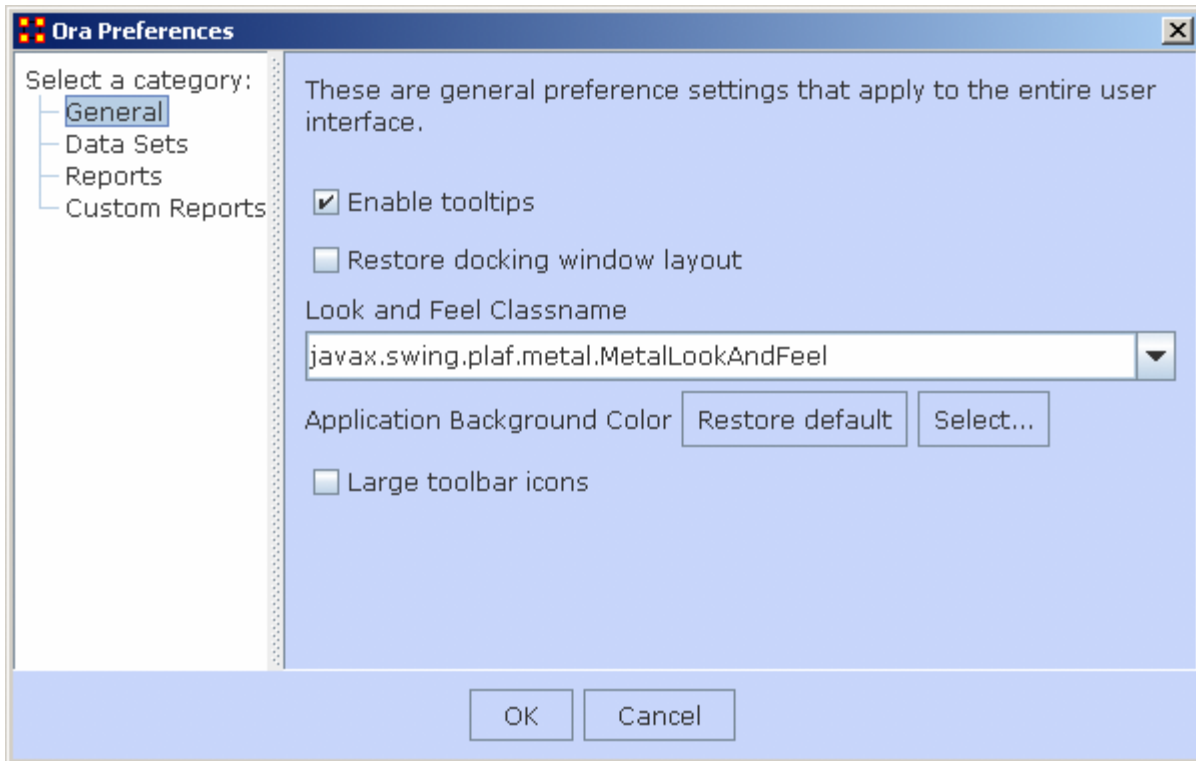 Ora Preferences
Select a category:
General
Data Sets
Reports
Custom Reports
These are general preference settings that apply to the entire user
interface.
Enable tooltips
Restore docking window layout
Look and Feel Classname
javax.swing.plaf.metal.MetalLookAndFeel
Application Background Color Restore default Select...
Large toolbar icons
OK Cancel